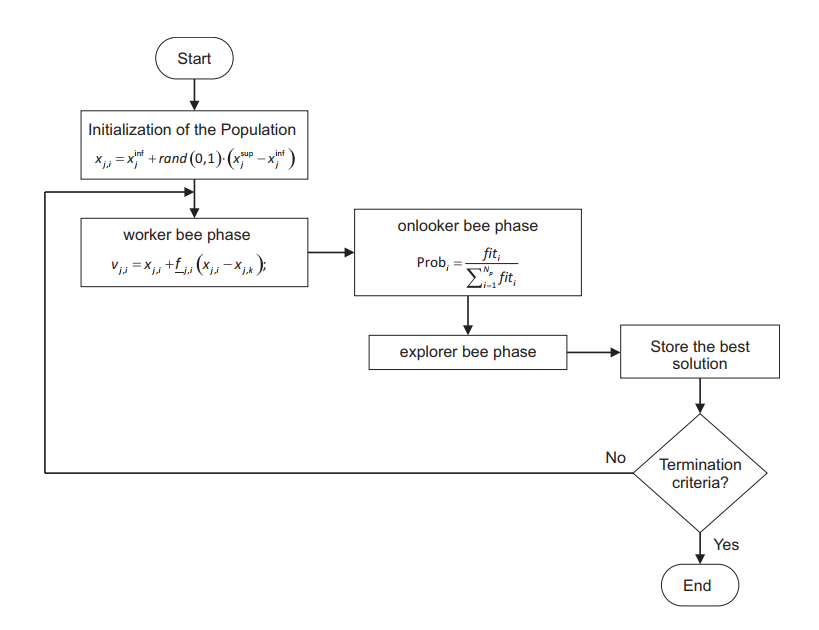 Start
Initialization of the Population
x_{j,i} = x_j^{inf} + rand(0,1)·(x_j^{sup} − x_j^{inf})
worker bee phase
v_{j,i} = x_{j,i} + f_{j,i}(x_{j,i} − x_{j,k});
onlooker bee phase
Prob_i = fit_i / ∑_{i=1}^{N_p} fit_i
explorer bee phase
Store the best
solution
No
Termination
criteria?
Yes
End